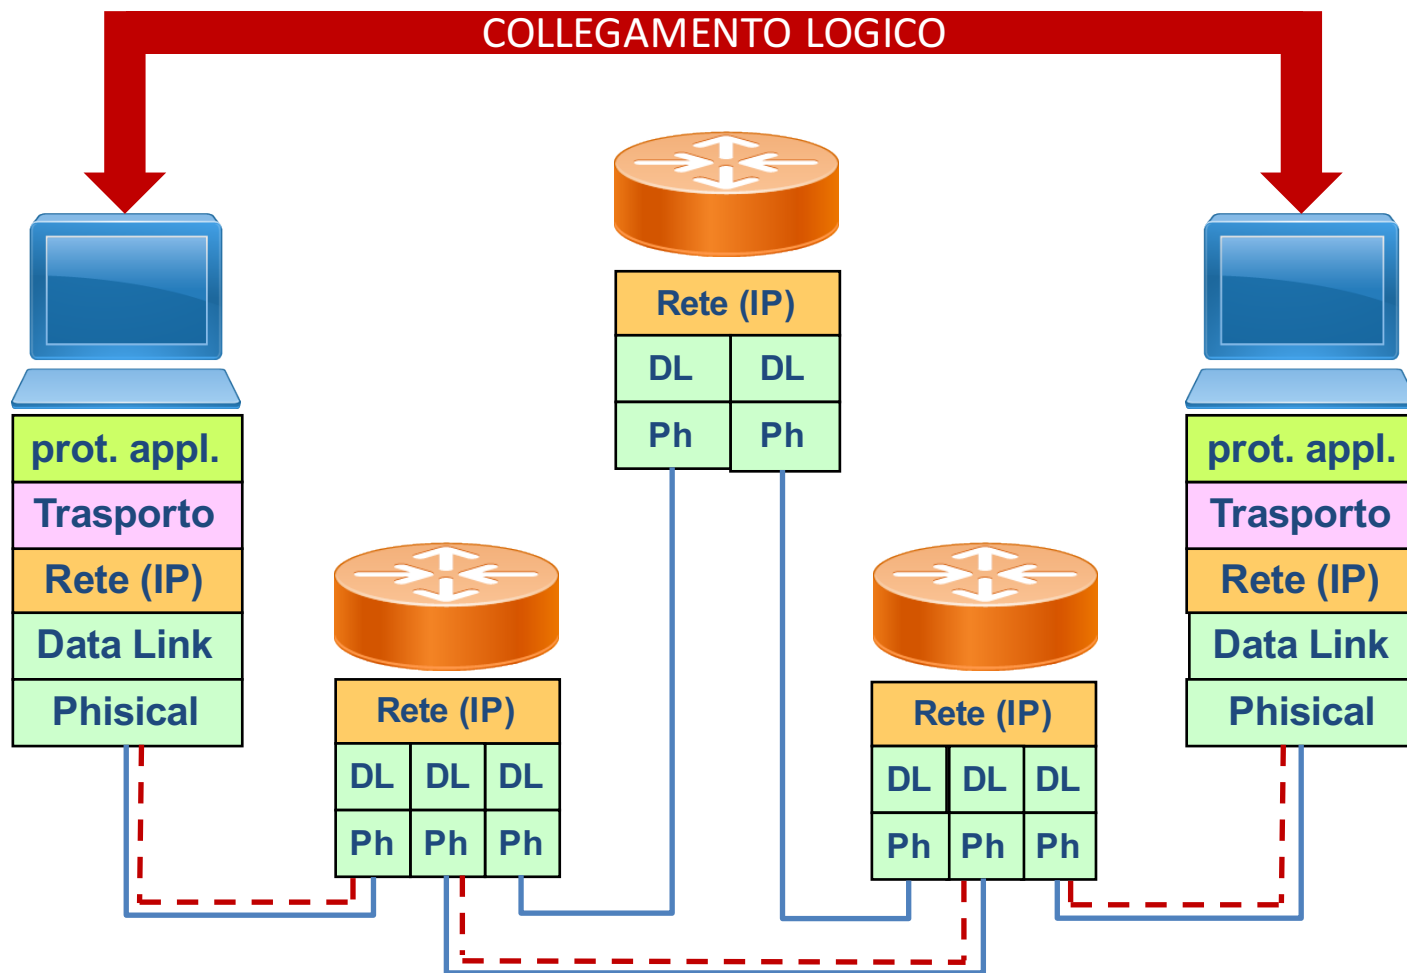 COLLEGAMENTO LOGICO
Rete (IP)
DL DL
Ph Ph
prot. appl.
Trasporto
Rete (IP)
Data Link
Phisical
Rete (IP)
DL DL DL
Ph Ph Ph
Rete (IP)
DL DL DL
Ph Ph Ph
prot. appl.
Trasporto
Rete (IP)
Data Link
Phisical